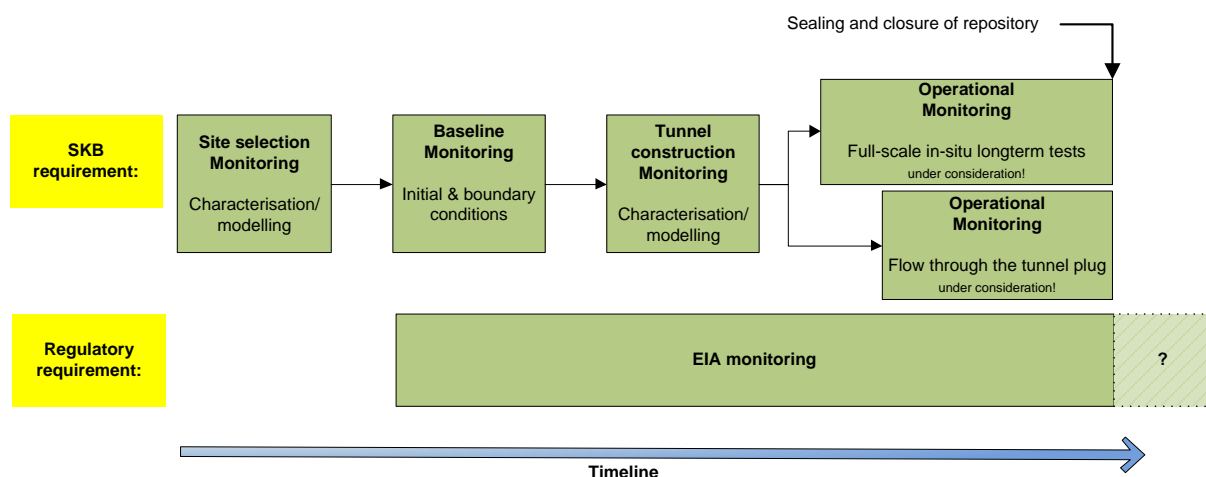 Sealing and closure of repository
SKB
requirement:
Site selection
Monitoring
Characterisation/
modelling
Baseline
Monitoring
Initial & boundary
conditions
Tunnel
construction
Monitoring
Characterisation/
modelling
Operational
Monitoring
Full-scale in-situ longterm tests
under consideration!
Operational
Monitoring
Flow through the tunnel plug
under consideration!
Regulatory
requirement:
EIA monitoring
?
Timeline